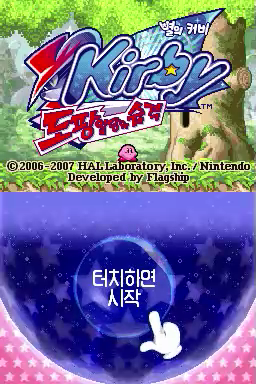 별의 커비
Kirby
™
도팡 일당의 습격
©2006-2007 HAL Laboratory, Inc. / Nintendo
Developed by Flagship
터치하면
시작